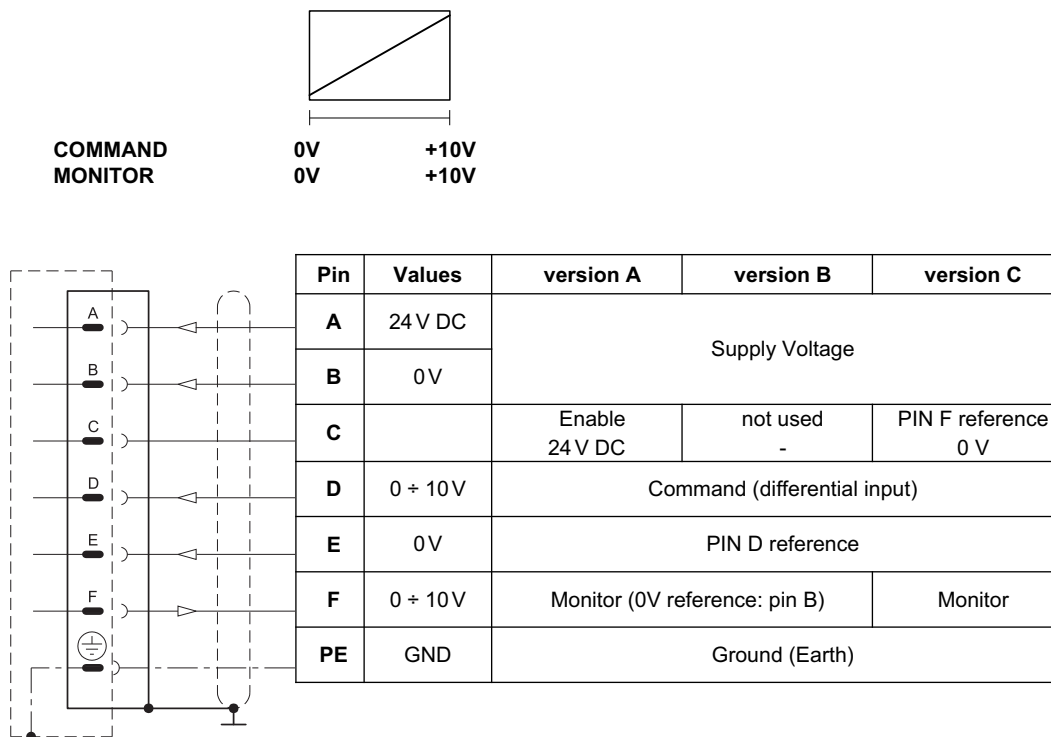 COMMAND 0V +10V
MONITOR 0V +10V
Pin Values version A version B version C
A A 24 V DC Supply Voltage
B B 0 V
C C Enable 24 V DC not used - PIN F reference 0 V
D D 0 ÷ 10 V Command (differential input)
E E 0 V PIN D reference
F F 0 ÷ 10 V Monitor (0V reference: pin B) Monitor
PE GND Ground (Earth)